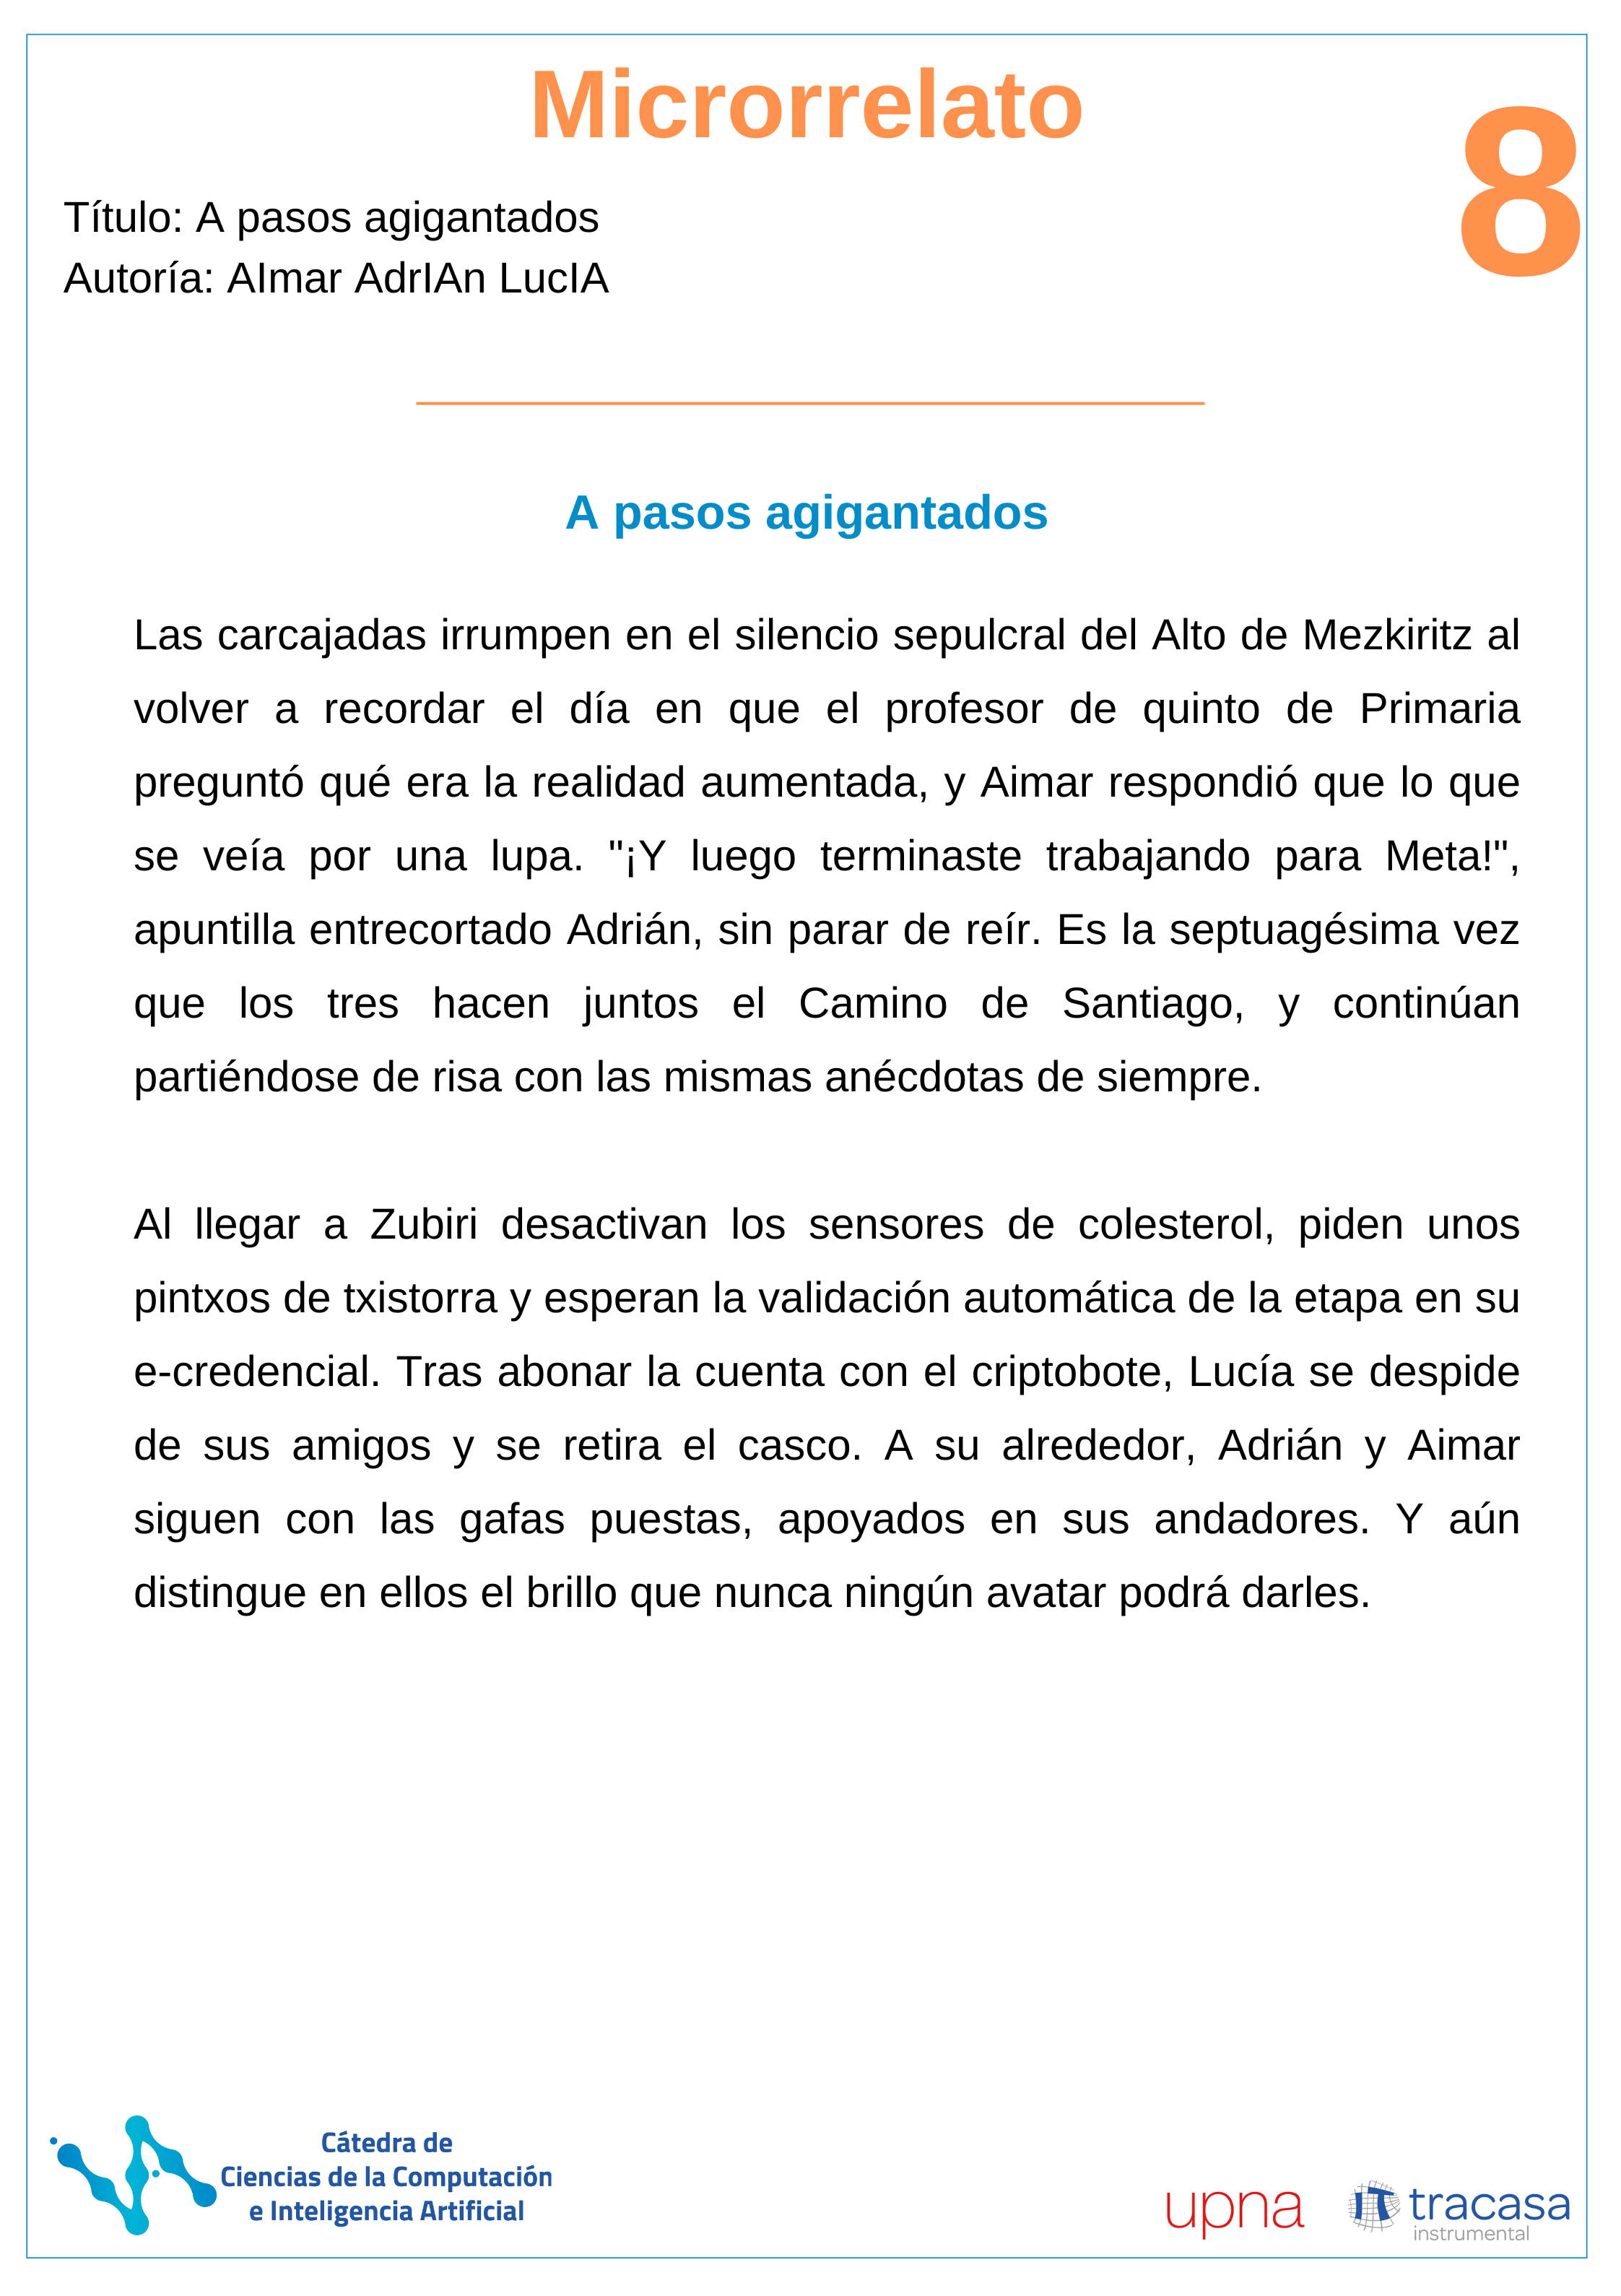 Microrrelato
8
Título: A pasos agigantados
Autoría: AImar AdrIAn LucIA
A pasos agigantados
Las carcajadas irrumpen en el silencio sepulcral del Alto de Mezkiritz al
volver a recordar el día en que el profesor de quinto de Primaria
preguntó qué era la realidad aumentada, y Aimar respondió que lo que
se veía por una lupa. "¡Y luego terminaste trabajando para Meta!",
apuntilla entrecortado Adrián, sin parar de reír. Es la septuagésima vez
que los tres hacen juntos el Camino de Santiago, y continúan
partiéndose de risa con las mismas anécdotas de siempre.
Al llegar a Zubiri desactivan los sensores de colesterol, piden unos
pintxos de txistorra y esperan la validación automática de la etapa en su
e-credencial. Tras abonar la cuenta con el criptobote, Lucía se despide
de sus amigos y se retira el casco. A su alrededor, Adrián y Aimar
siguen con las gafas puestas, apoyados en sus andadores. Y aún
distingue en ellos el brillo que nunca ningún avatar podrá darles.
Cátedra de
Ciencias de la Computación
e Inteligencia Artificial
upna
iT tracasa
instrumental